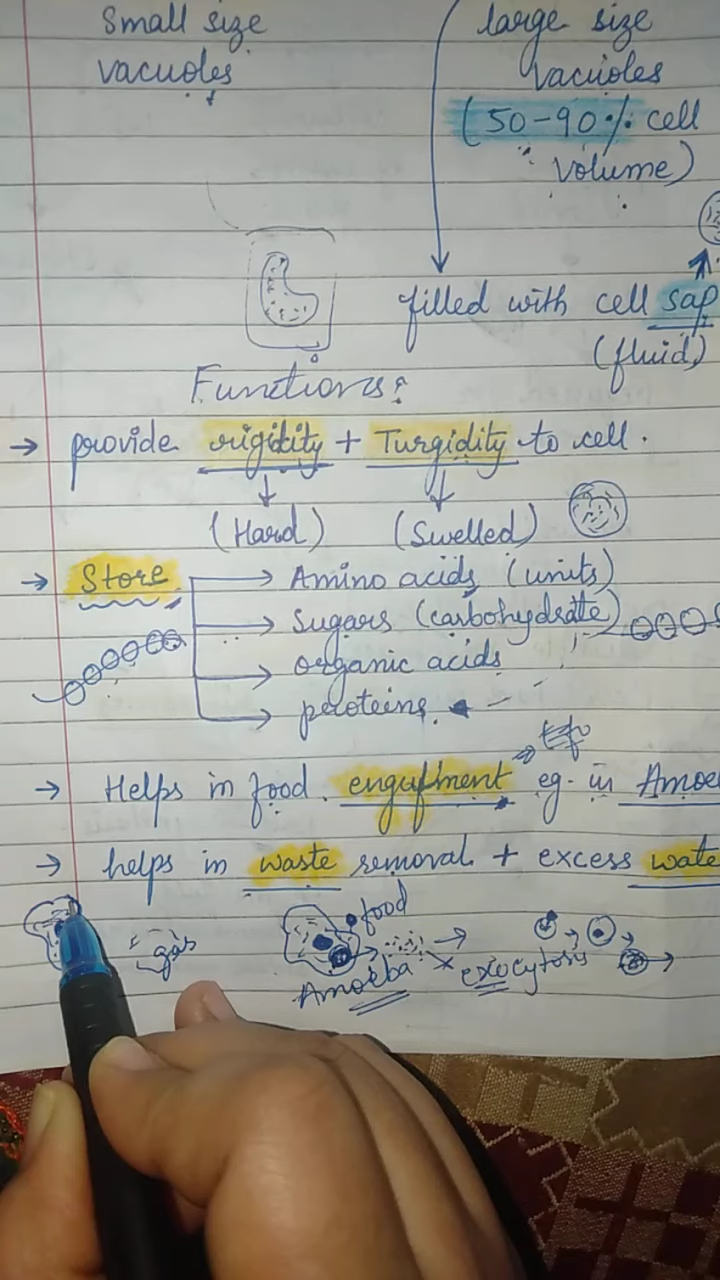 Small size
vacuoles
large size
vacuoles
(50-90% cell
volume)
filled with cell sap
(fluid)
Functions:
→ provide rigidity + Turgidity to cell.
(Hard) (Swelled)
→ Store → Amino acids (units)
→ Sugars (carbohydrate)
→ organic acids
→ proteins.
→ Helps in food engulfment eg. in Amoe
→ helps in waste removal + excess wate
gas
food
Amoeba
exocytosis